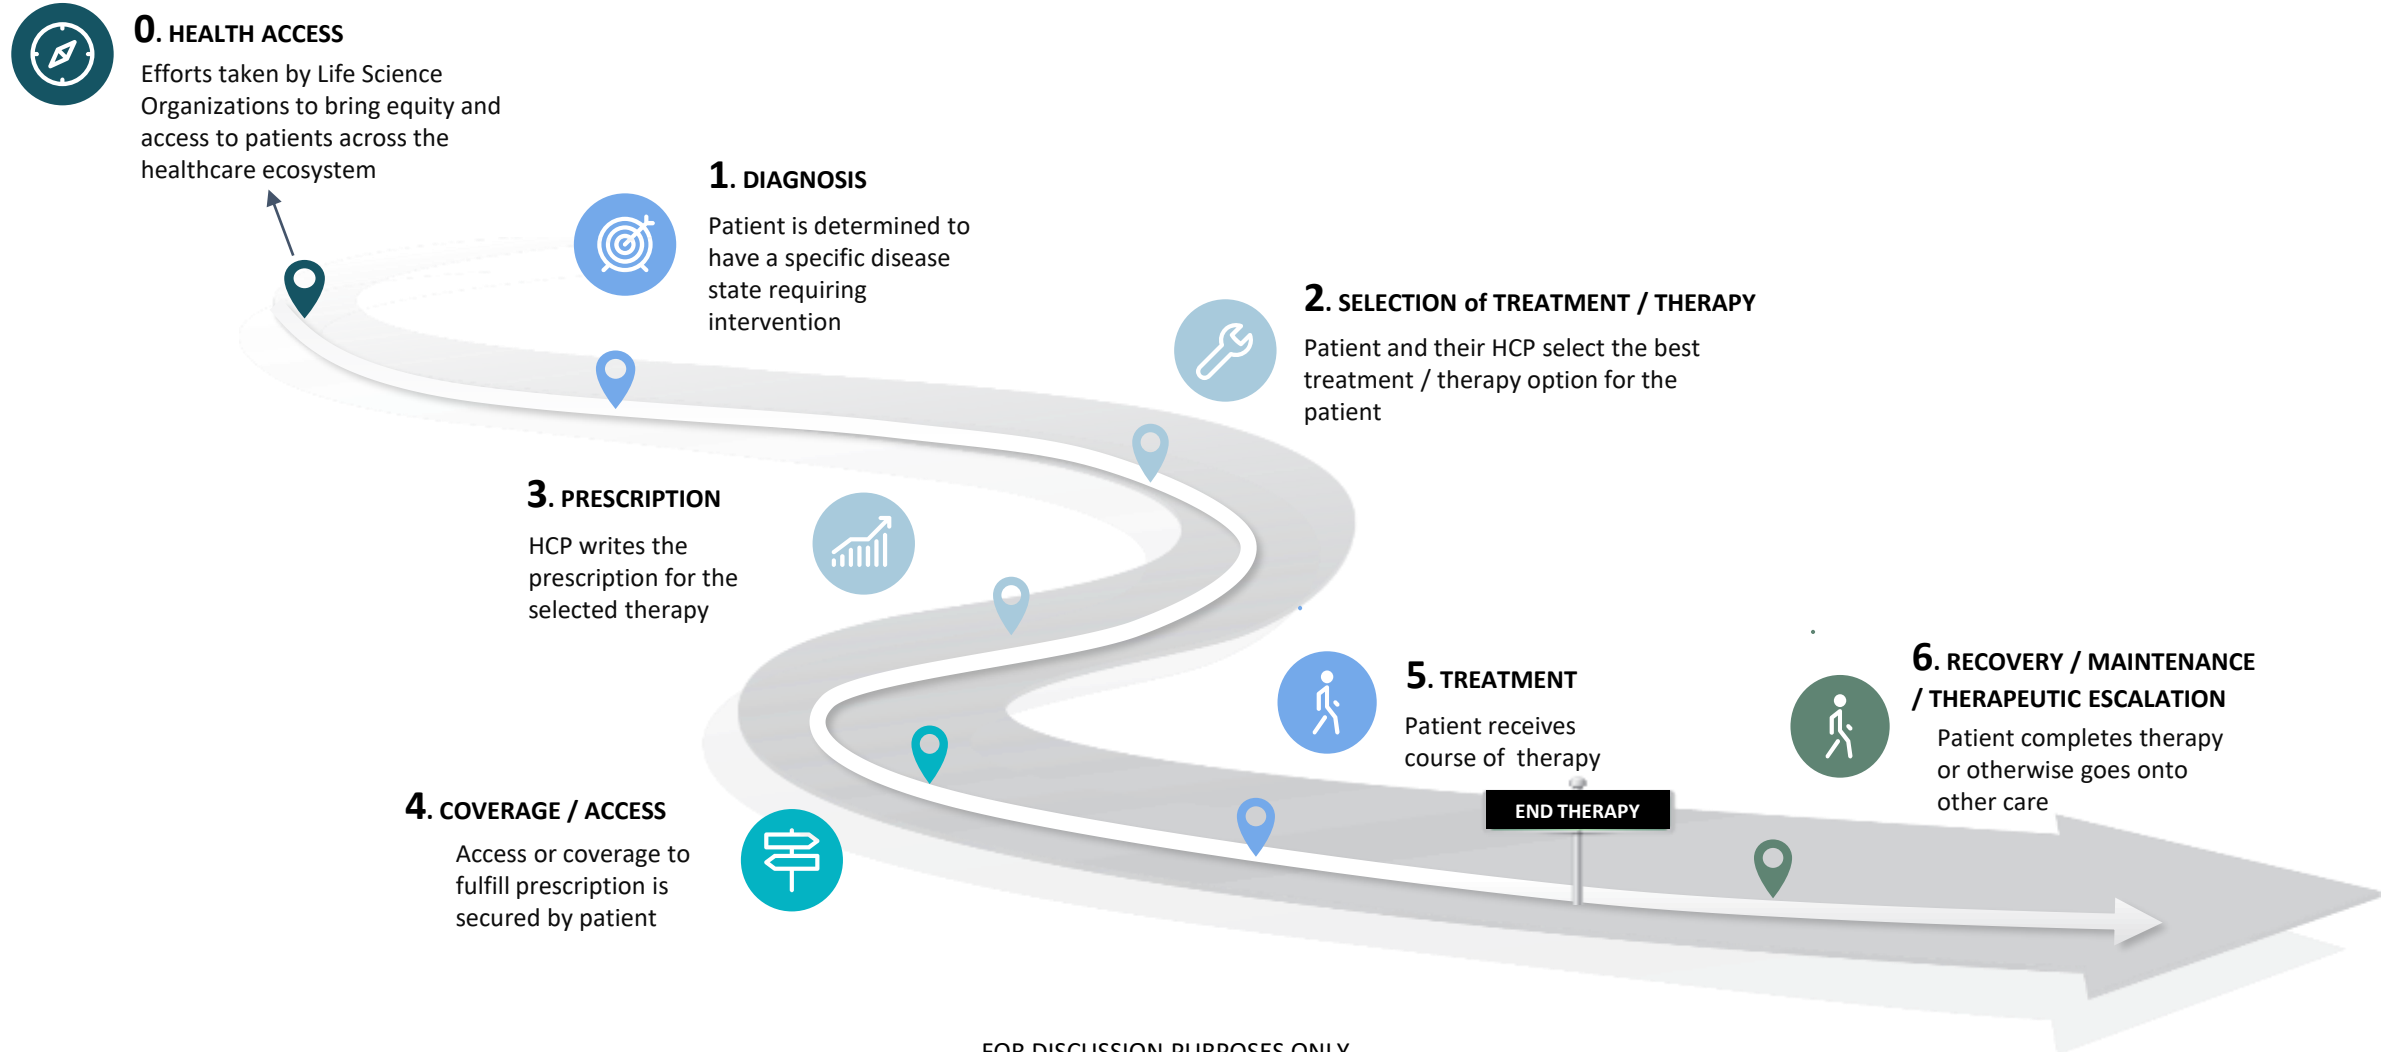 0. HEALTH ACCESS
Efforts taken by Life Science
Organizations to bring equity and
access to patients across the
healthcare ecosystem
1. DIAGNOSIS
Patient is determined to
have a specific disease
state requiring
intervention
2. SELECTION of TREATMENT / THERAPY
Patient and their HCP select the best
treatment / therapy option for the
patient
3. PRESCRIPTION
HCP writes the
prescription for the
selected therapy
4. COVERAGE / ACCESS
Access or coverage to
fulfill prescription is
secured by patient
5. TREATMENT
Patient receives
course of therapy
END THERAPY
6. RECOVERY / MAINTENANCE
/ THERAPEUTIC ESCALATION
Patient completes therapy
or otherwise goes onto
other care
FOR DISCUSSION PURPOSES ONLY